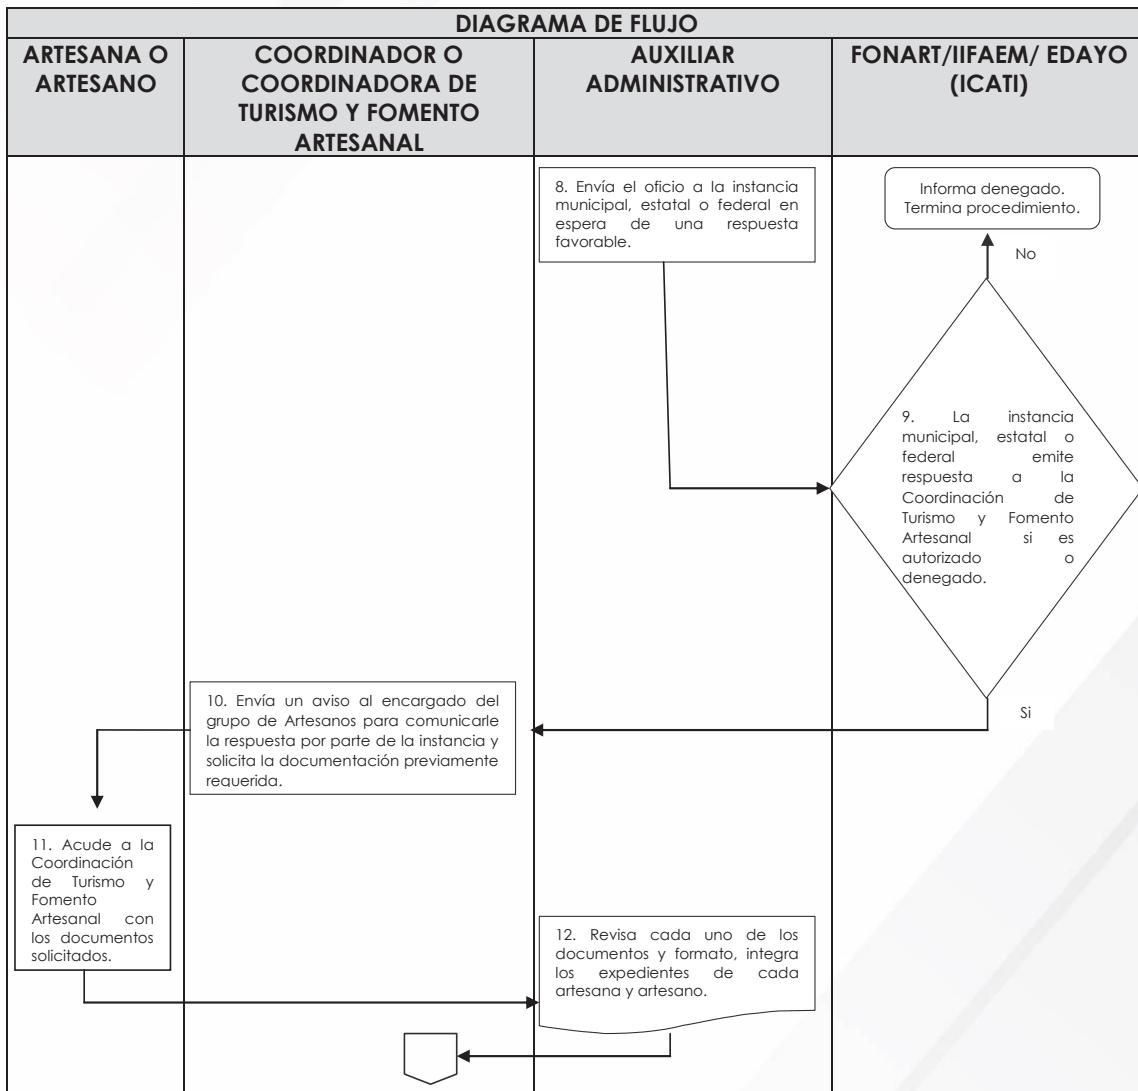 DIAGRAMA DE FLUJO
ARTESANA O
ARTESANO
COORDINADOR O
COORDINADORA DE
TURISMO Y FOMENTO
ARTESANAL
AUXILIAR
ADMINISTRATIVO
FONART/IIFAEM/ EDAYO
(ICATI)
8. Envía el oficio a la instancia
municipal, estatal o federal en
espera de una respuesta
favorable.
Informa denegado.
Termina procedimiento.
No
9. La instancia
municipal, estatal o
federal emite
respuesta a la
Coordinación de
Turismo y Fomento
Artesanal si es
autorizado o
denegado.
Si
10. Envía un aviso al encargado del
grupo de Artesanos para comunicarle
la respuesta por parte de la instancia y
solicita la documentación previamente
requerida.
11. Acude a la
Coordinación
de Turismo y
Fomento
Artesanal con
los documentos
solicitados.
12. Revisa cada uno de los
documentos y formato, integra
los expedientes de cada
artesana y artesano.